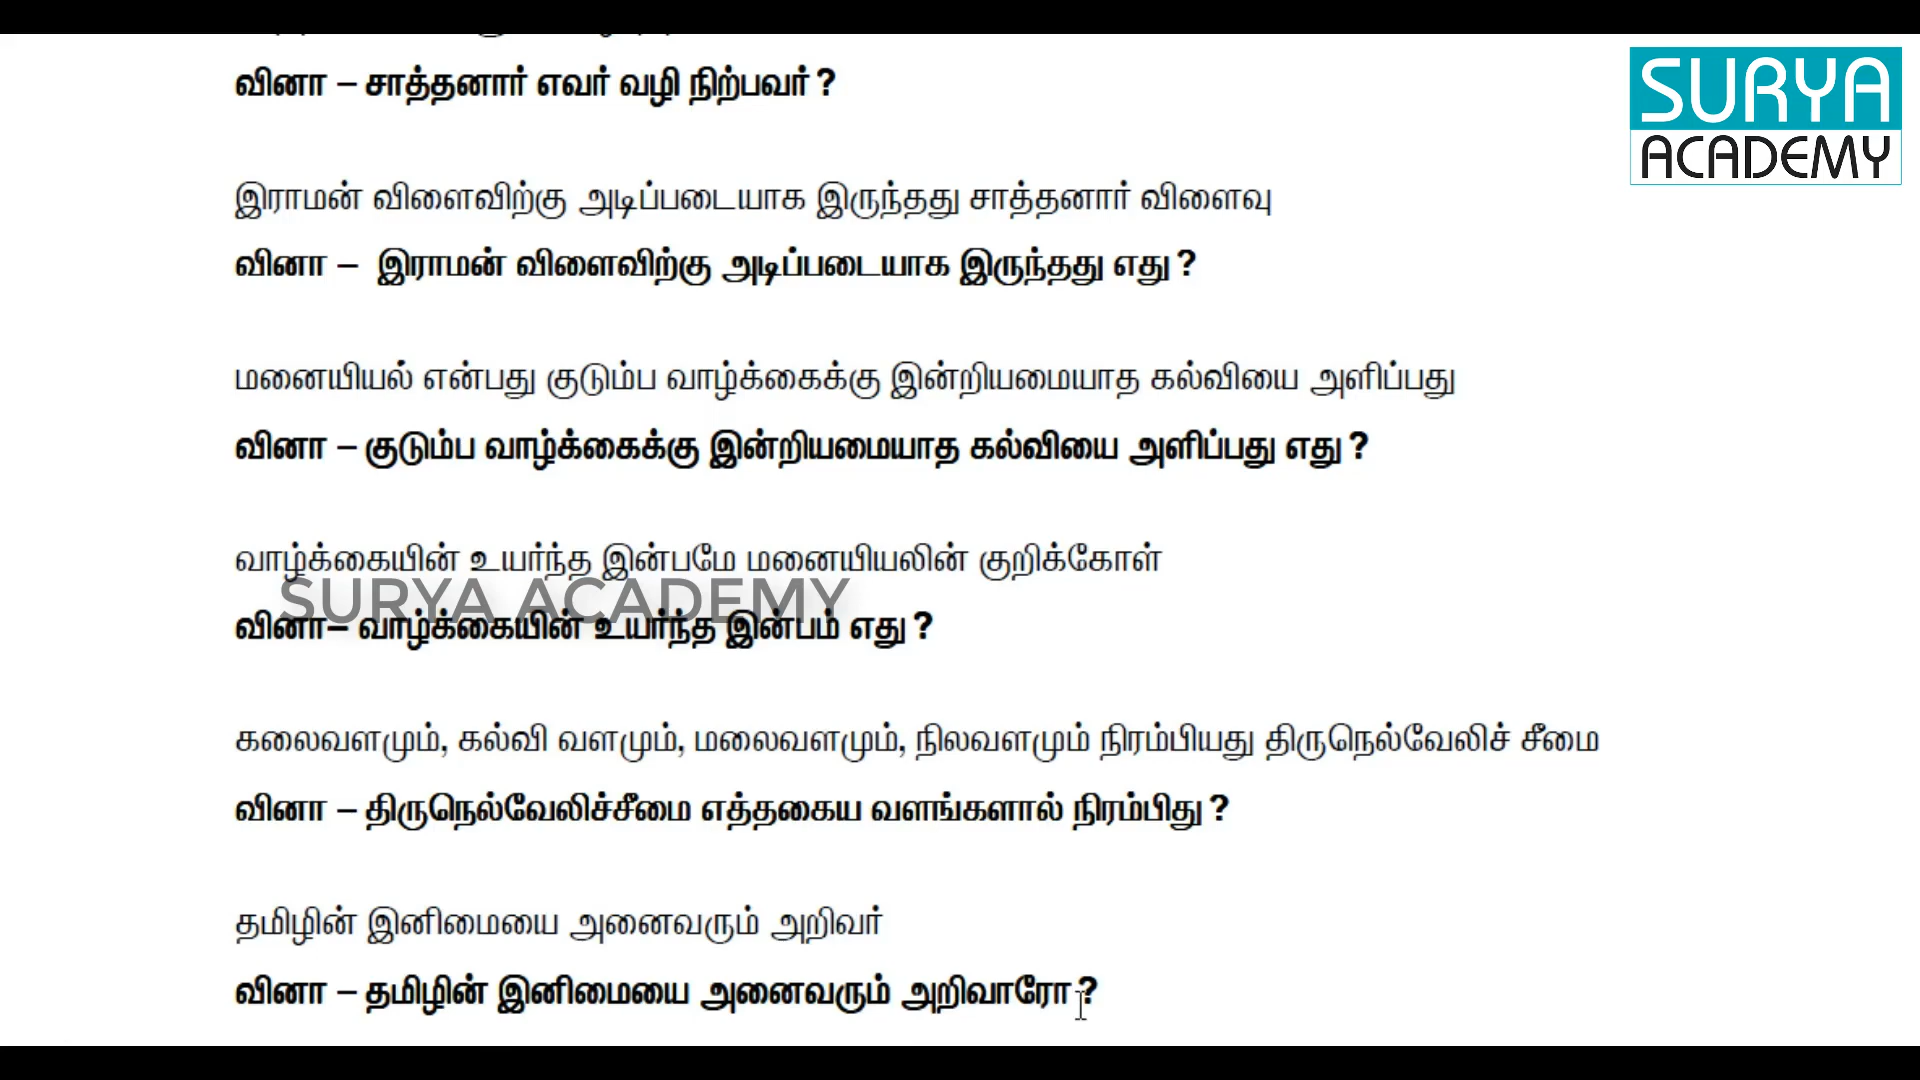 வினா – சாத்தனார் எவர் வழி நிற்பவர் ?
SURYA
ACADEMY
இராமன் விளைவிற்கு அடிப்படையாக இருந்தது சாத்தனார் விளைவு
வினா – இராமன் விளைவிற்கு அடிப்படையாக இருந்தது எது ?
மனையியல் என்பது குடும்ப வாழ்க்கைக்கு இன்றியமையாத கல்வியை அளிப்பது
வினா – குடும்ப வாழ்க்கைக்கு இன்றியமையாத கல்வியை அளிப்பது எது ?
வாழ்க்கையின் உயர்ந்த இன்பமே மனையியலின் குறிக்கோள்
SURYA ACADEMY
வினா– வாழ்க்கையின் உயர்ந்த இன்பம் எது ?
கலைவளமும், கல்வி வளமும், மலைவளமும், நிலவளமும் நிரம்பியது திருநெல்வேலிச் சீமை
வினா – திருநெல்வேலிச்சீமை எத்தகைய வளங்களால் நிரம்பிது ?
தமிழின் இனிமையை அனைவரும் அறிவர்
வினா – தமிழின் இனிமையை அனைவரும் அறிவாரோ ?